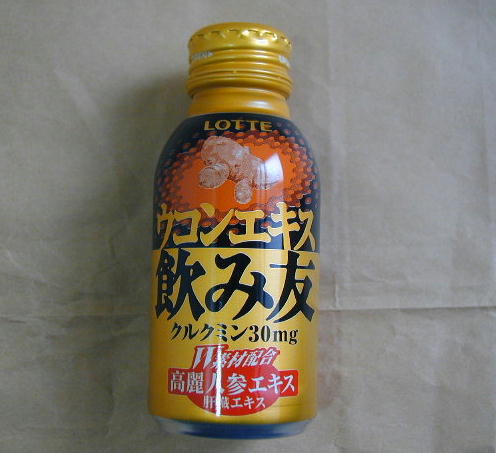 LOTTE
ウコンエキス
飲み友
クルクミン30mg
W素材配合
高麗人参エキス
肝臓エキス